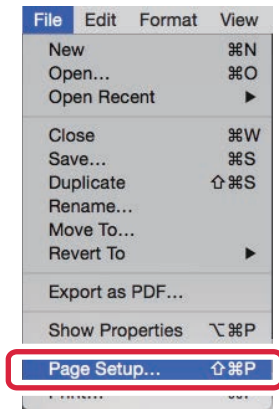 File Edit Format View
New ⌘N
Open... ⌘O
Open Recent ▶
Close ⌘W
Save... ⌘S
Duplicate ⇧⌘S
Rename...
Move To...
Revert To ▶
Export as PDF...
Show Properties ⌥⌘P
Page Setup... ⇧⌘P